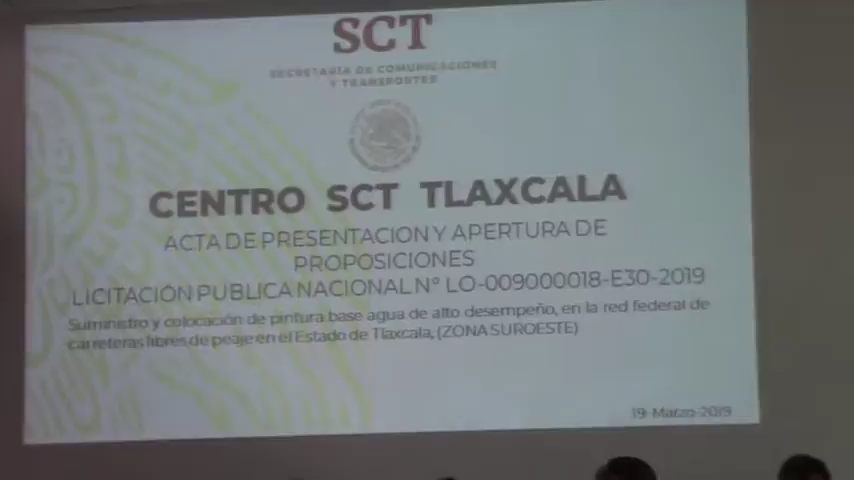 SCT
SECRETARÍA DE COMUNICACIONES
Y TRANSPORTES
CENTRO SCT TLAXCALA
ACTA DE PRESENTACION Y APERTURA DE
PROPOSICIONES
LICITACIÓN PUBLICA NACIONAL N° LO-009000018-E30-2019
Suministro y colocación de pintura base agua de alto desempeño, en la red federal de
carreteras libres de peaje en el Estado de Tlaxcala, (ZONA SUROESTE)
19-Marzo-2019